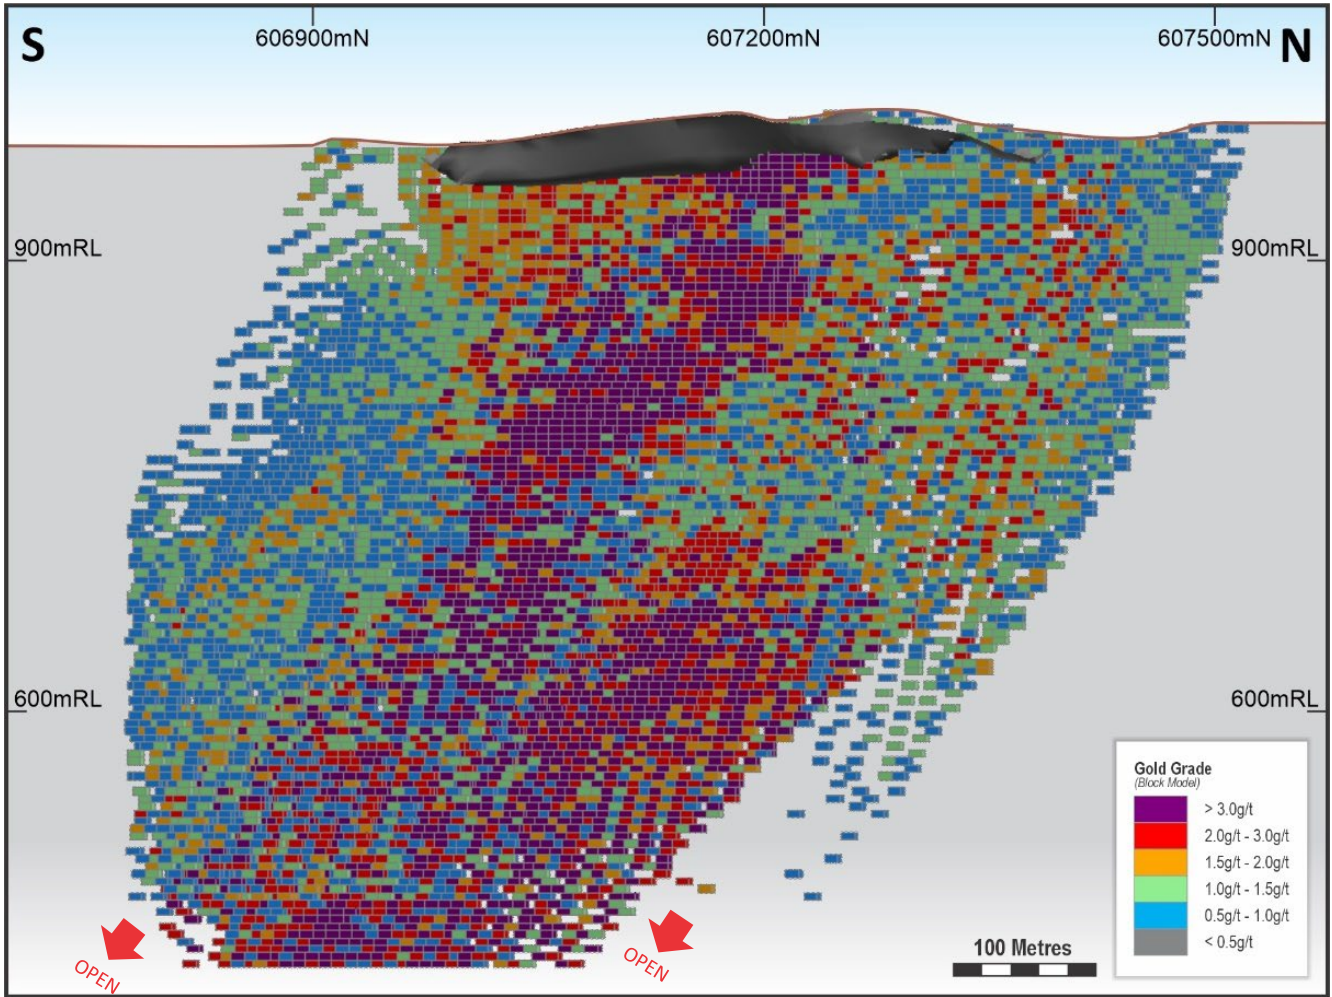 S
606900mN
607200mN
607500mN
N
900mRL
900mRL
600mRL
600mRL
Gold Grade
(Block Model)
> 3.0g/t
2.0g/t - 3.0g/t
1.5g/t - 2.0g/t
1.0g/t - 1.5g/t
0.5g/t - 1.0g/t
< 0.5g/t
100 Metres
OPEN
OPEN